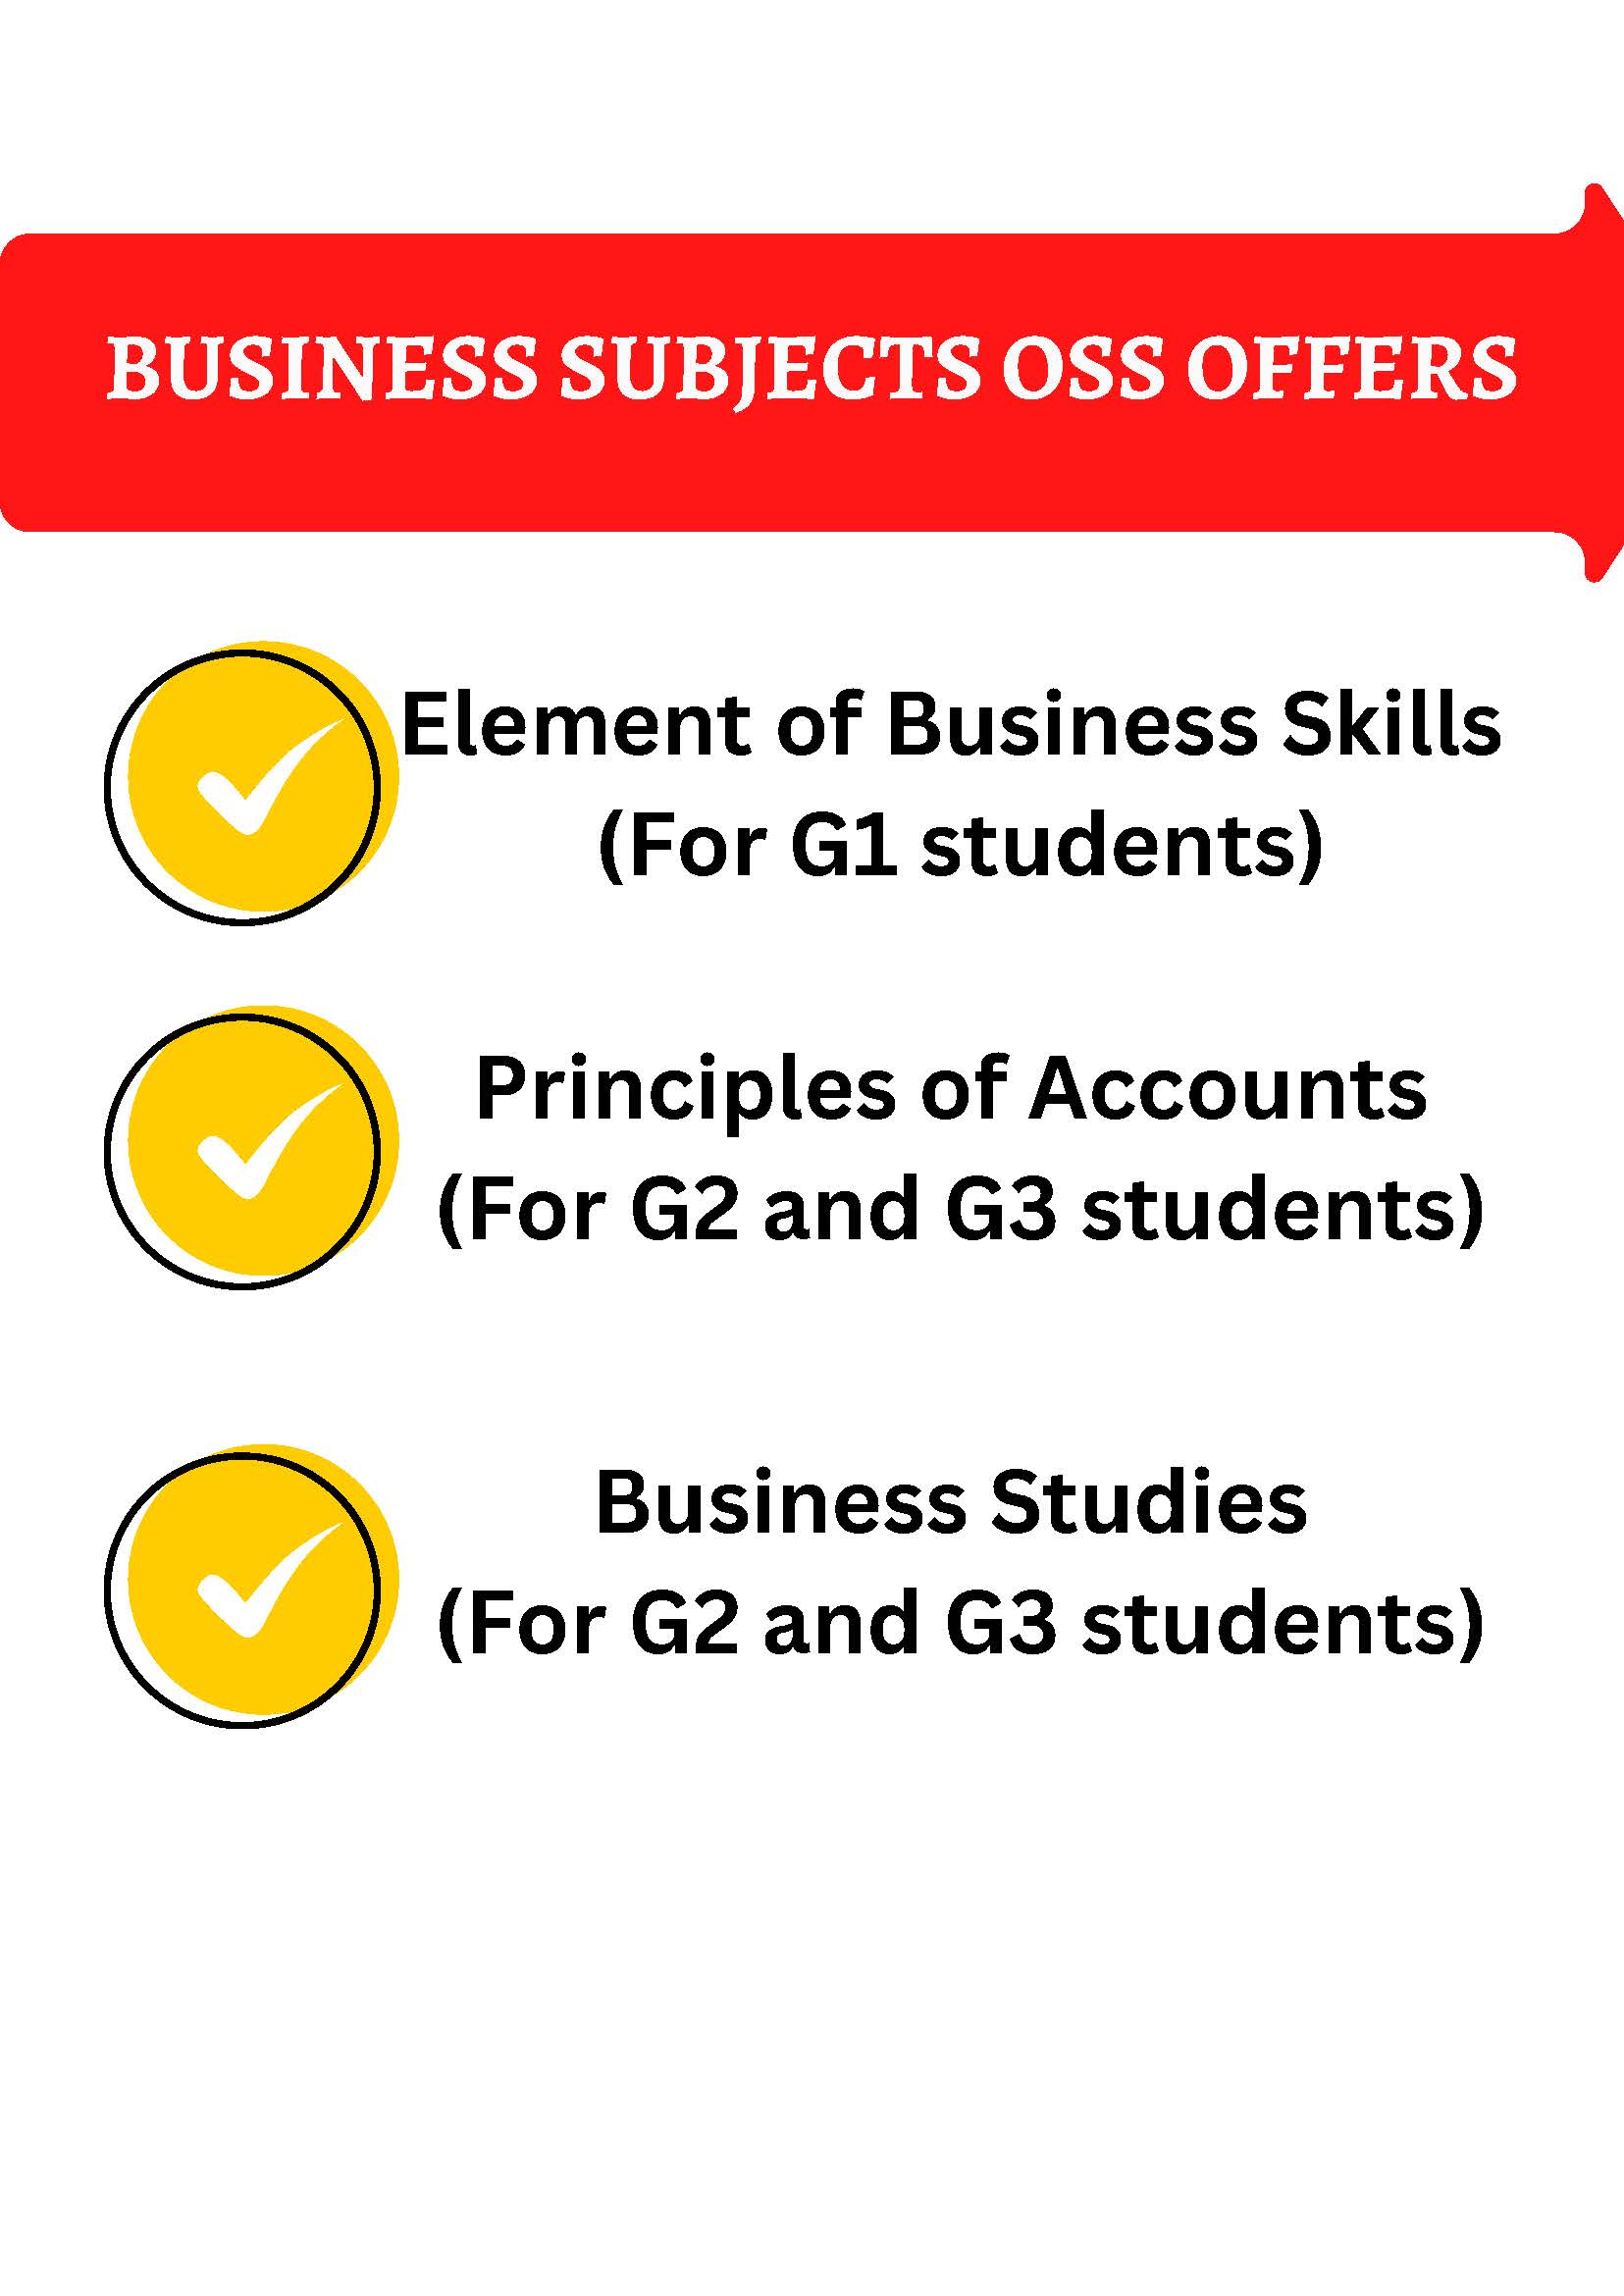 BUSINESS SUBJECTS OSS OFFERS
Element of Business Skills
(For G1 students)
Principles of Accounts
(For G2 and G3 students)
Business Studies
(For G2 and G3 students)